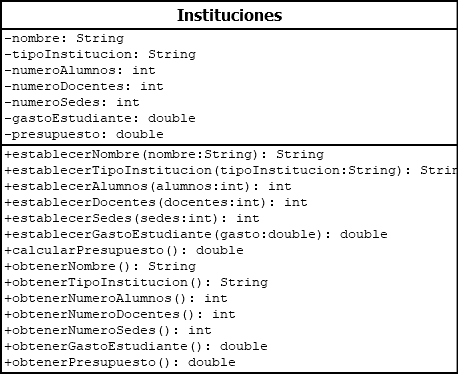 Instituciones
-nombre: String
-tipoInstitucion: String
-numeroAlumnos: int
-numeroDocentes: int
-numeroSedes: int
-gastoEstudiante: double
-presupuesto: double
+establecerNombre(nombre:String): String
+establecerTipoInstitucion(tipoInstitucion:String): Strin
+establecerAlumnos(alumnos:int): int
+establecerDocentes(docentes:int): int
+establecerSedes(sedes:int): int
+establecerGastoEstudiante(gasto:double): double
+calcularPresupuesto(): double
+obtenerNombre(): String
+obtenerTipoInstitucion(): String
+obtenerNumeroAlumnos(): int
+obtenerNumeroDocentes(): int
+obtenerNumeroSedes(): int
+obtenerGastoEstudiante(): double
+obtenerPresupuesto(): double